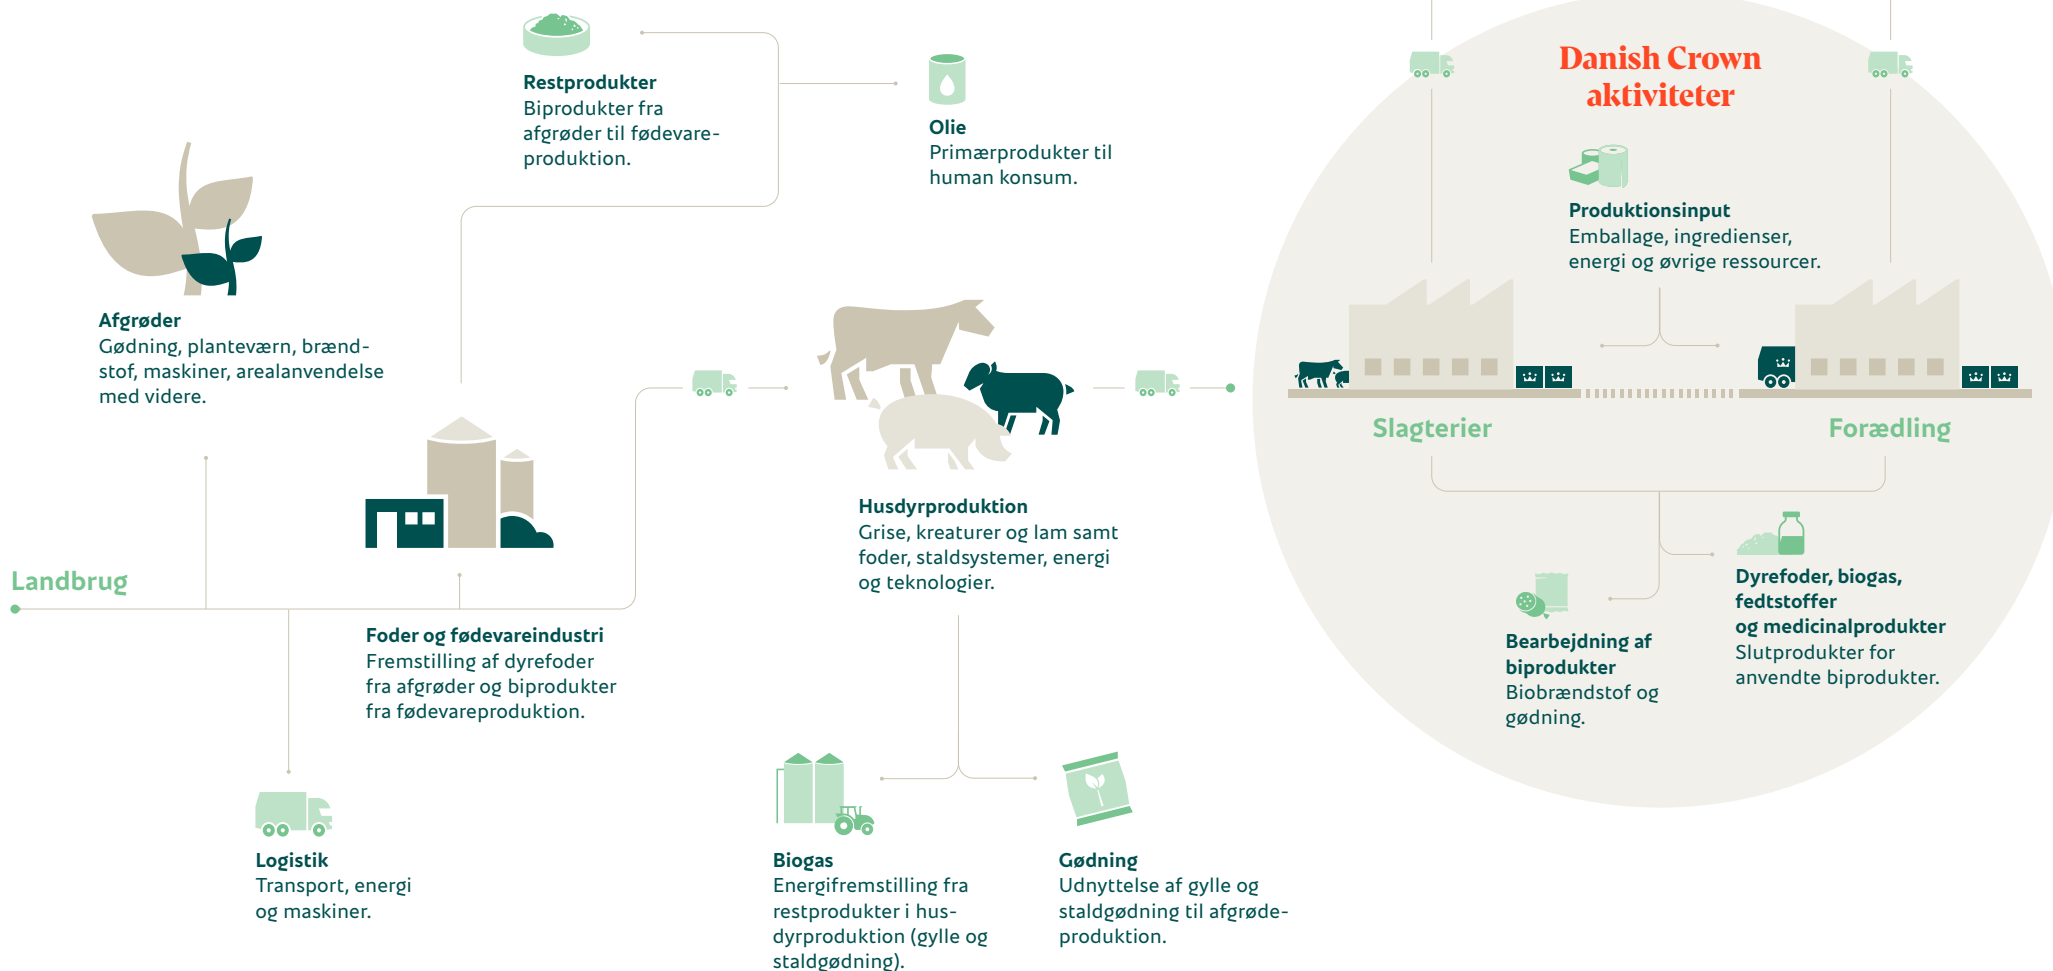 Restprodukter
Biprodukter fra
afgrøder til fødevare-
produktion.
Olie
Primærprodukter til
human konsum.
Afgrøder
Gødning, planteværn, brænd-
stof, maskiner, arealanvendelse
med videre.
Landbrug
Foder og fødevareindustri
Fremstilling af dyrefoder
fra afgrøder og biprodukter
fra fødevareproduktion.
Logistik
Transport, energi
og maskiner.
Husdyrproduktion
Grise, kreaturer og lam samt
foder, staldsystemer, energi
og teknologier.
Biogas
Energifremstilling fra
restprodukter i hus-
dyrproduktion (gylle og
staldgødning).
Gødning
Udnyttelse af gylle og
staldgødning til afgrøde-
produktion.
Danish Crown
aktiviteter
Produktionsinput
Emballage, ingredienser,
energi og øvrige ressourcer.
Slagterier
Forædling
Bearbejdning af
biprodukter
Biobrændstof og
gødning.
Dyrefoder, biogas,
fedtstoffer
og medicinalprodukter
Slutprodukter for
anvendte biprodukter.